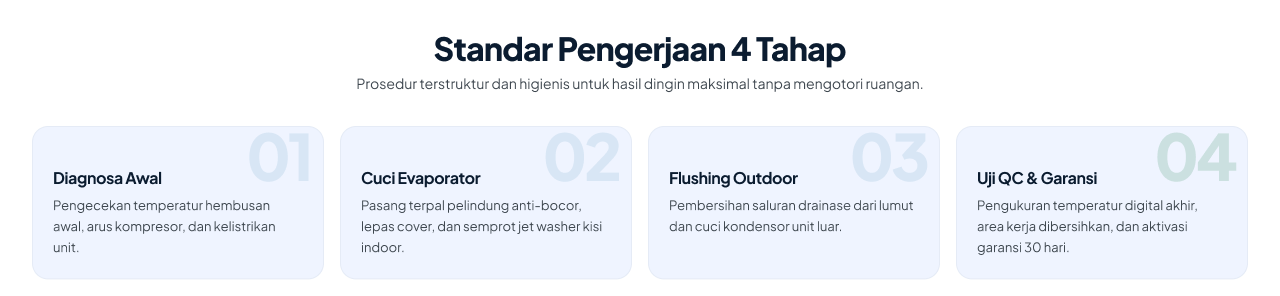 Standar Pengerjaan 4 Tahap
Prosedur terstruktur dan higienis untuk hasil dingin maksimal tanpa mengotori ruangan.
01
Diagnosa Awal
Pengecekan temperatur hembusan
awal, arus kompresor, dan kelistrikan
unit.
02
Cuci Evaporator
Pasang terpal pelindung anti-bocor,
lepas cover, dan semprot jet washer kisi
indoor.
03
Flushing Outdoor
Pembersihan saluran drainase dari lumut
dan cuci kondensor unit luar.
04
Uji QC & Garansi
Pengukuran temperatur digital akhir,
area kerja dibersihkan, dan aktivasi
garansi 30 hari.